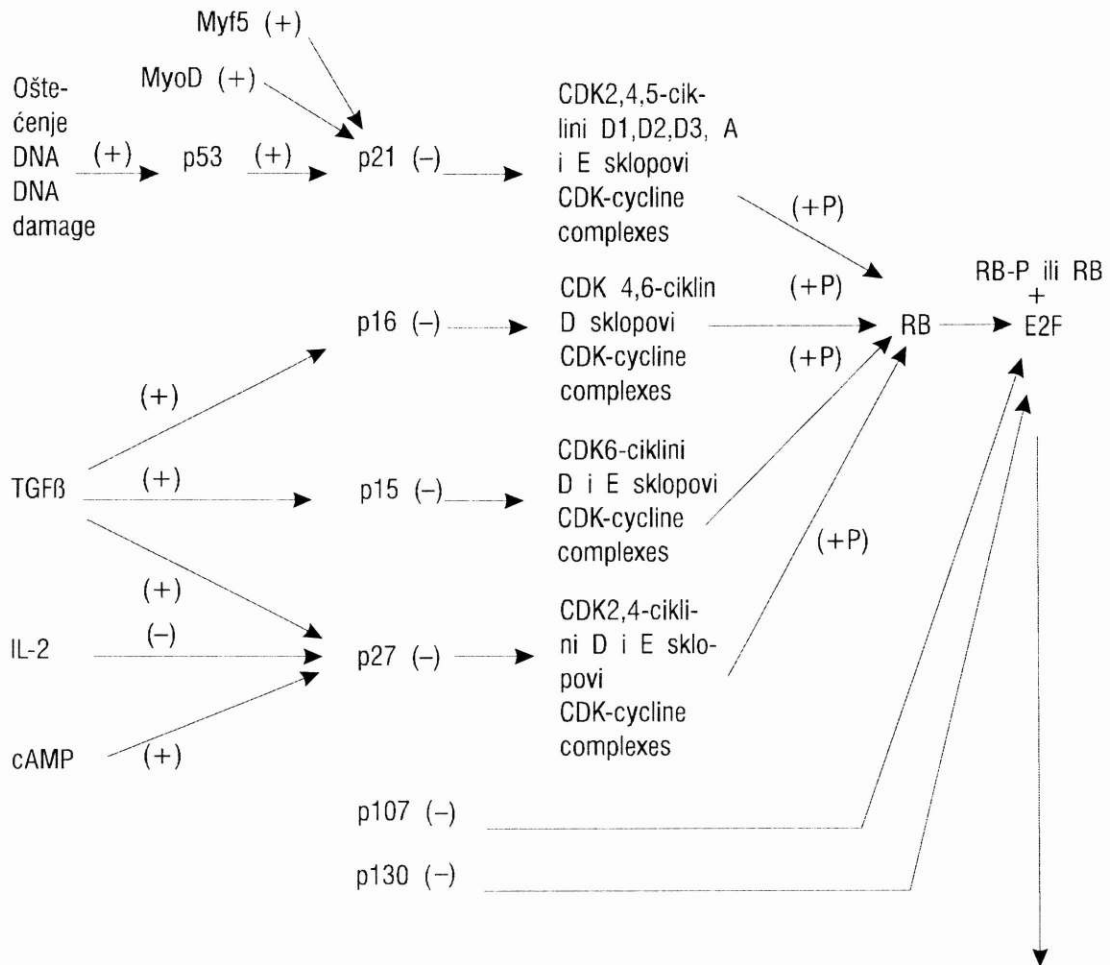 Myf5 (+)
MyoD (+)
Ošte-
ćenje
DNA
DNA
damage
(+)
p53
(+)
p21 (–)
CDK2,4,5-cik-
lini D1,D2,D3, A
i E sklopovi
CDK-cycline
complexes
(+P)
p16 (–)
CDK 4,6-ciklin
D sklopovi
CDK-cycline
complexes
(+P)
RB
RB-P ili RB
+
E2F
(+P)
TGFß
(+)
(+)
(+)
p15 (–)
CDK6-ciklini
D i E sklopovi
CDK-cycline
complexes
(+P)
IL-2
(–)
p27 (–)
CDK2,4-cikli-
ni D i E sklo-
povi
CDK-cycline
complexes
cAMP
(+)
p107 (–)
p130 (–)